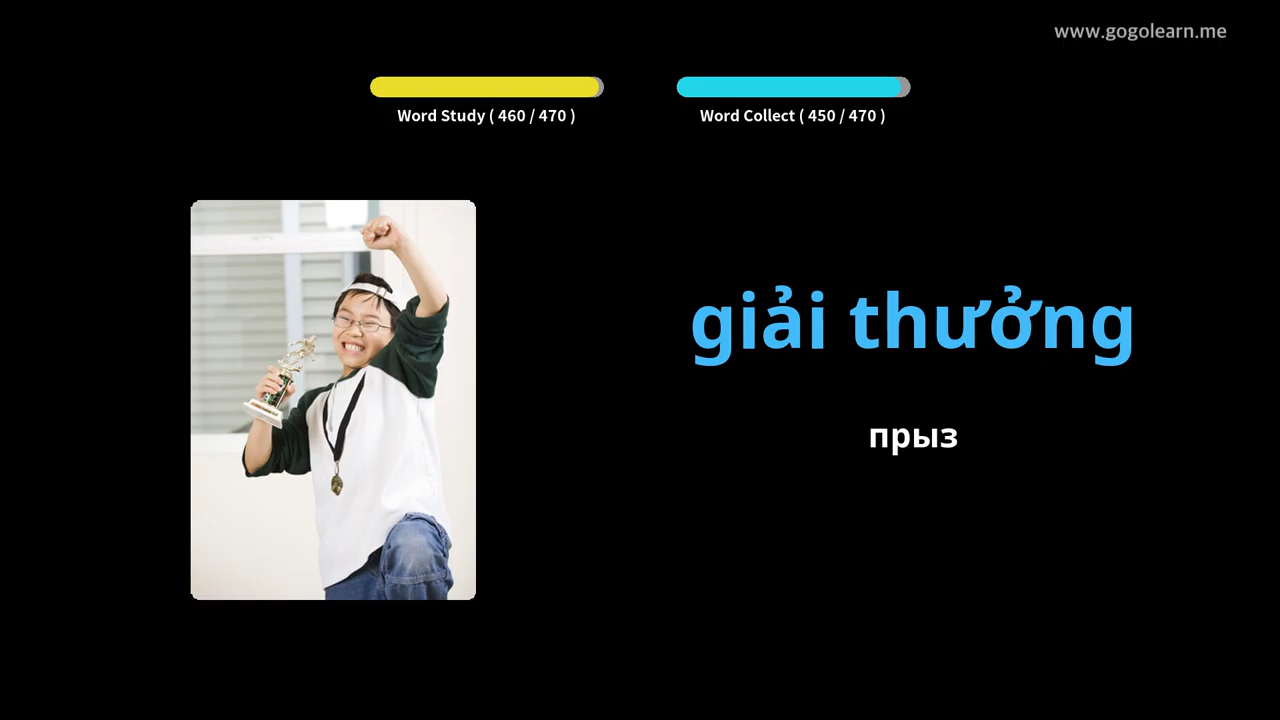 www.gogolearn.me
Word Study ( 460 / 470 )
Word Collect ( 450 / 470 )
giải thưởng
прыз